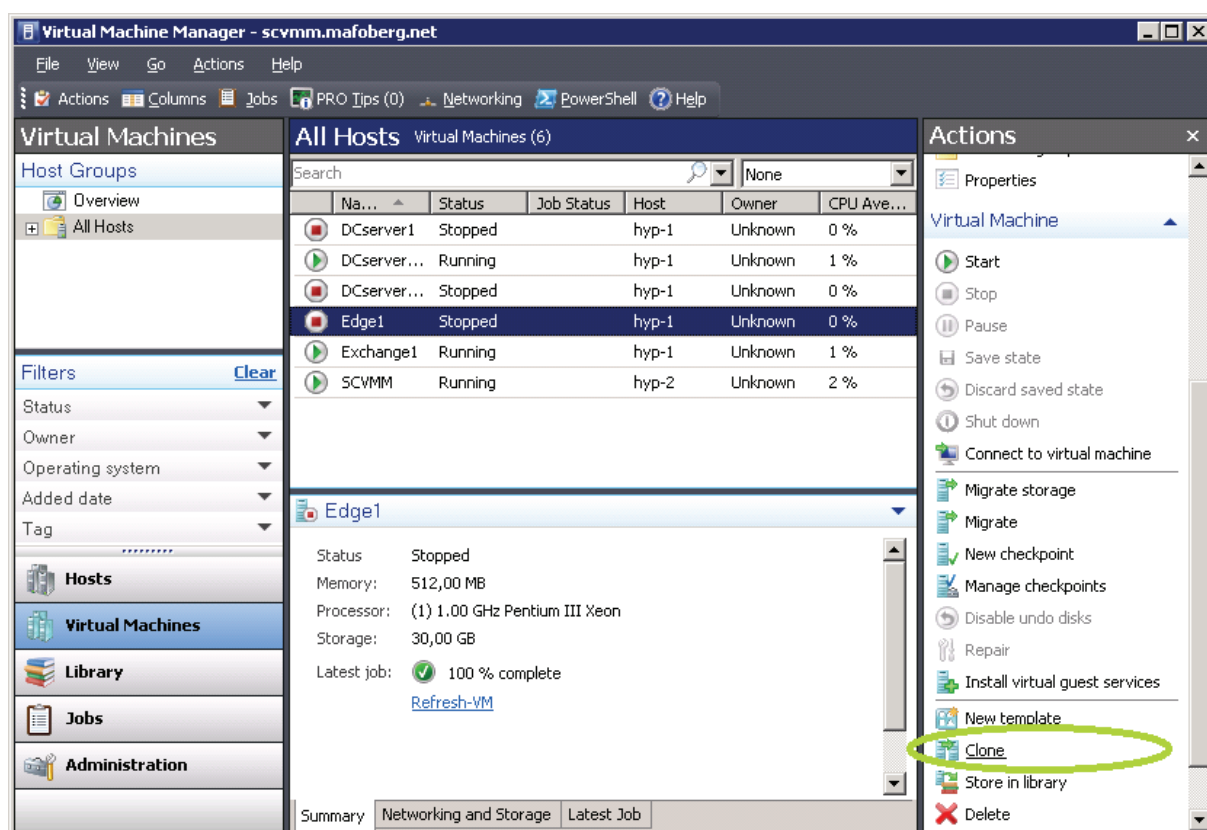 Virtual Machine Manager - scvmm.mafoberg.net
File View Go Actions Help
Actions Columns Jobs PRO Tips (0) Networking PowerShell Help
Virtual Machines
Host Groups
Overview
All Hosts
Filters Clear
Status
Owner
Operating system
Added date
Tag
Hosts
Virtual Machines
Library
Jobs
Administration
All Hosts Virtual Machines (6)
Search None
Na... Status Job Status Host Owner CPU Ave...
DCserver1 Stopped hyp-1 Unknown 0 %
DCserver... Running hyp-1 Unknown 1 %
DCserver... Stopped hyp-1 Unknown 0 %
Edge1 Stopped hyp-1 Unknown 0 %
Exchange1 Running hyp-1 Unknown 1 %
SCVMM Running hyp-2 Unknown 2 %
Edge1
Status Stopped
Memory: 512,00 MB
Processor: (1) 1.00 GHz Pentium III Xeon
Storage: 30,00 GB
Latest job: 100 % complete
Refresh-VM
Summary Networking and Storage Latest Job
Actions
Properties
Virtual Machine
Start
Stop
Pause
Save state
Discard saved state
Shut down
Connect to virtual machine
Migrate storage
Migrate
New checkpoint
Manage checkpoints
Disable undo disks
Repair
Install virtual guest services
New template
Clone
Store in library
Delete